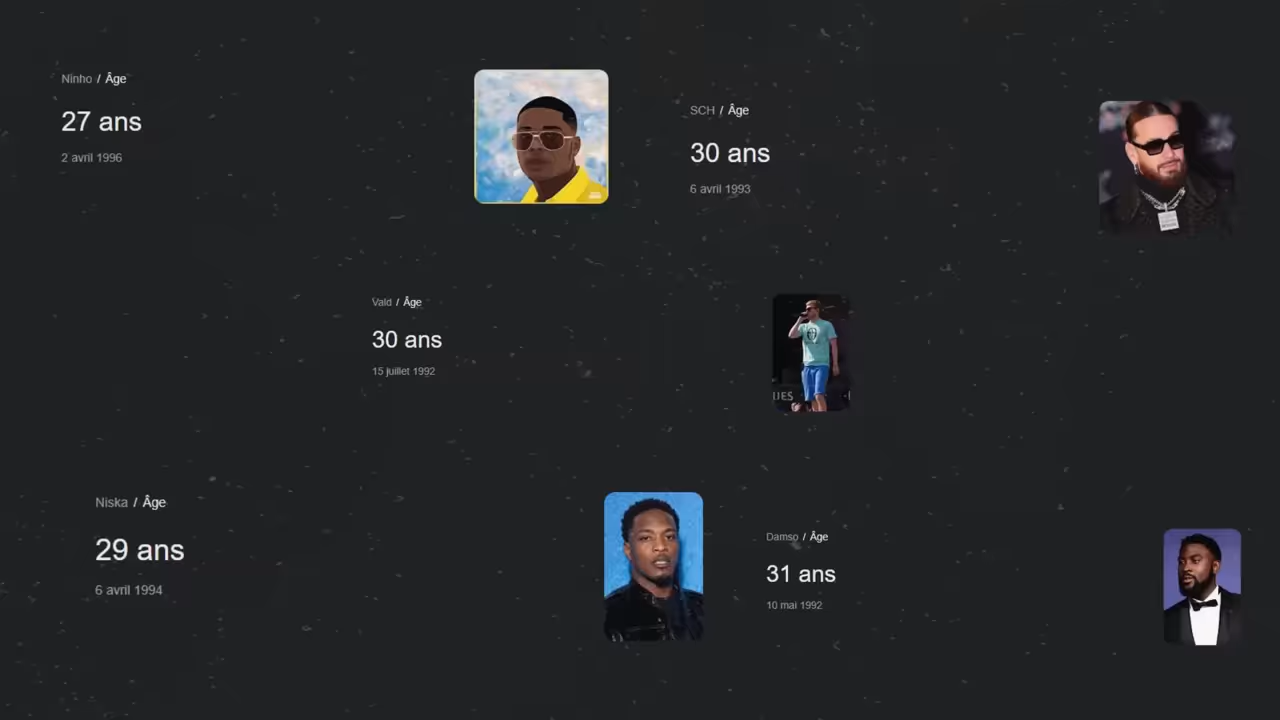 Ninho / Âge
27 ans
2 avril 1996
SCH / Âge
30 ans
6 avril 1993
Vald / Âge
30 ans
15 juillet 1992
IES
Niska / Âge
29 ans
6 avril 1994
Damso / Âge
31 ans
10 mai 1992